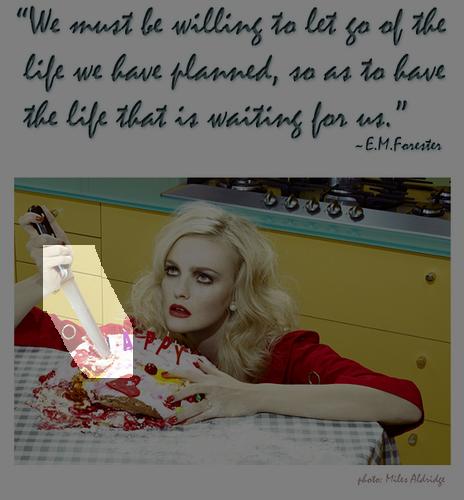 “We must be willing to let go of the
life we have planned, so as to have
the life that is waiting for us.”
~E.M.Forester
APPY
photo: Miles Aldridge